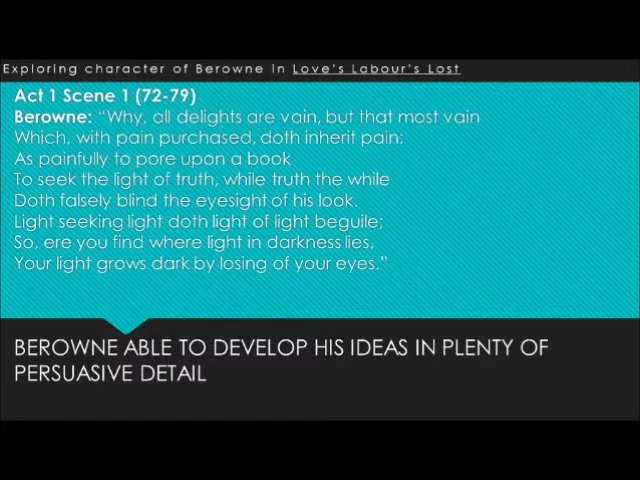 Exploring character of Berowne in Love's Labour's Lost
Act 1 Scene 1 (72-79)
Berowne: “Why, all delights are vain, but that most vain
Which, with pain purchased, doth inherit pain:
As painfully to pore upon a book
To seek the light of truth, while truth the while
Doth falsely blind the eyesight of his look.
Light seeking light doth light of light beguile;
So, ere you find where light in darkness lies,
Your light grows dark by losing of your eyes.”
BEROWNE ABLE TO DEVELOP HIS IDEAS IN PLENTY OF
PERSUASIVE DETAIL